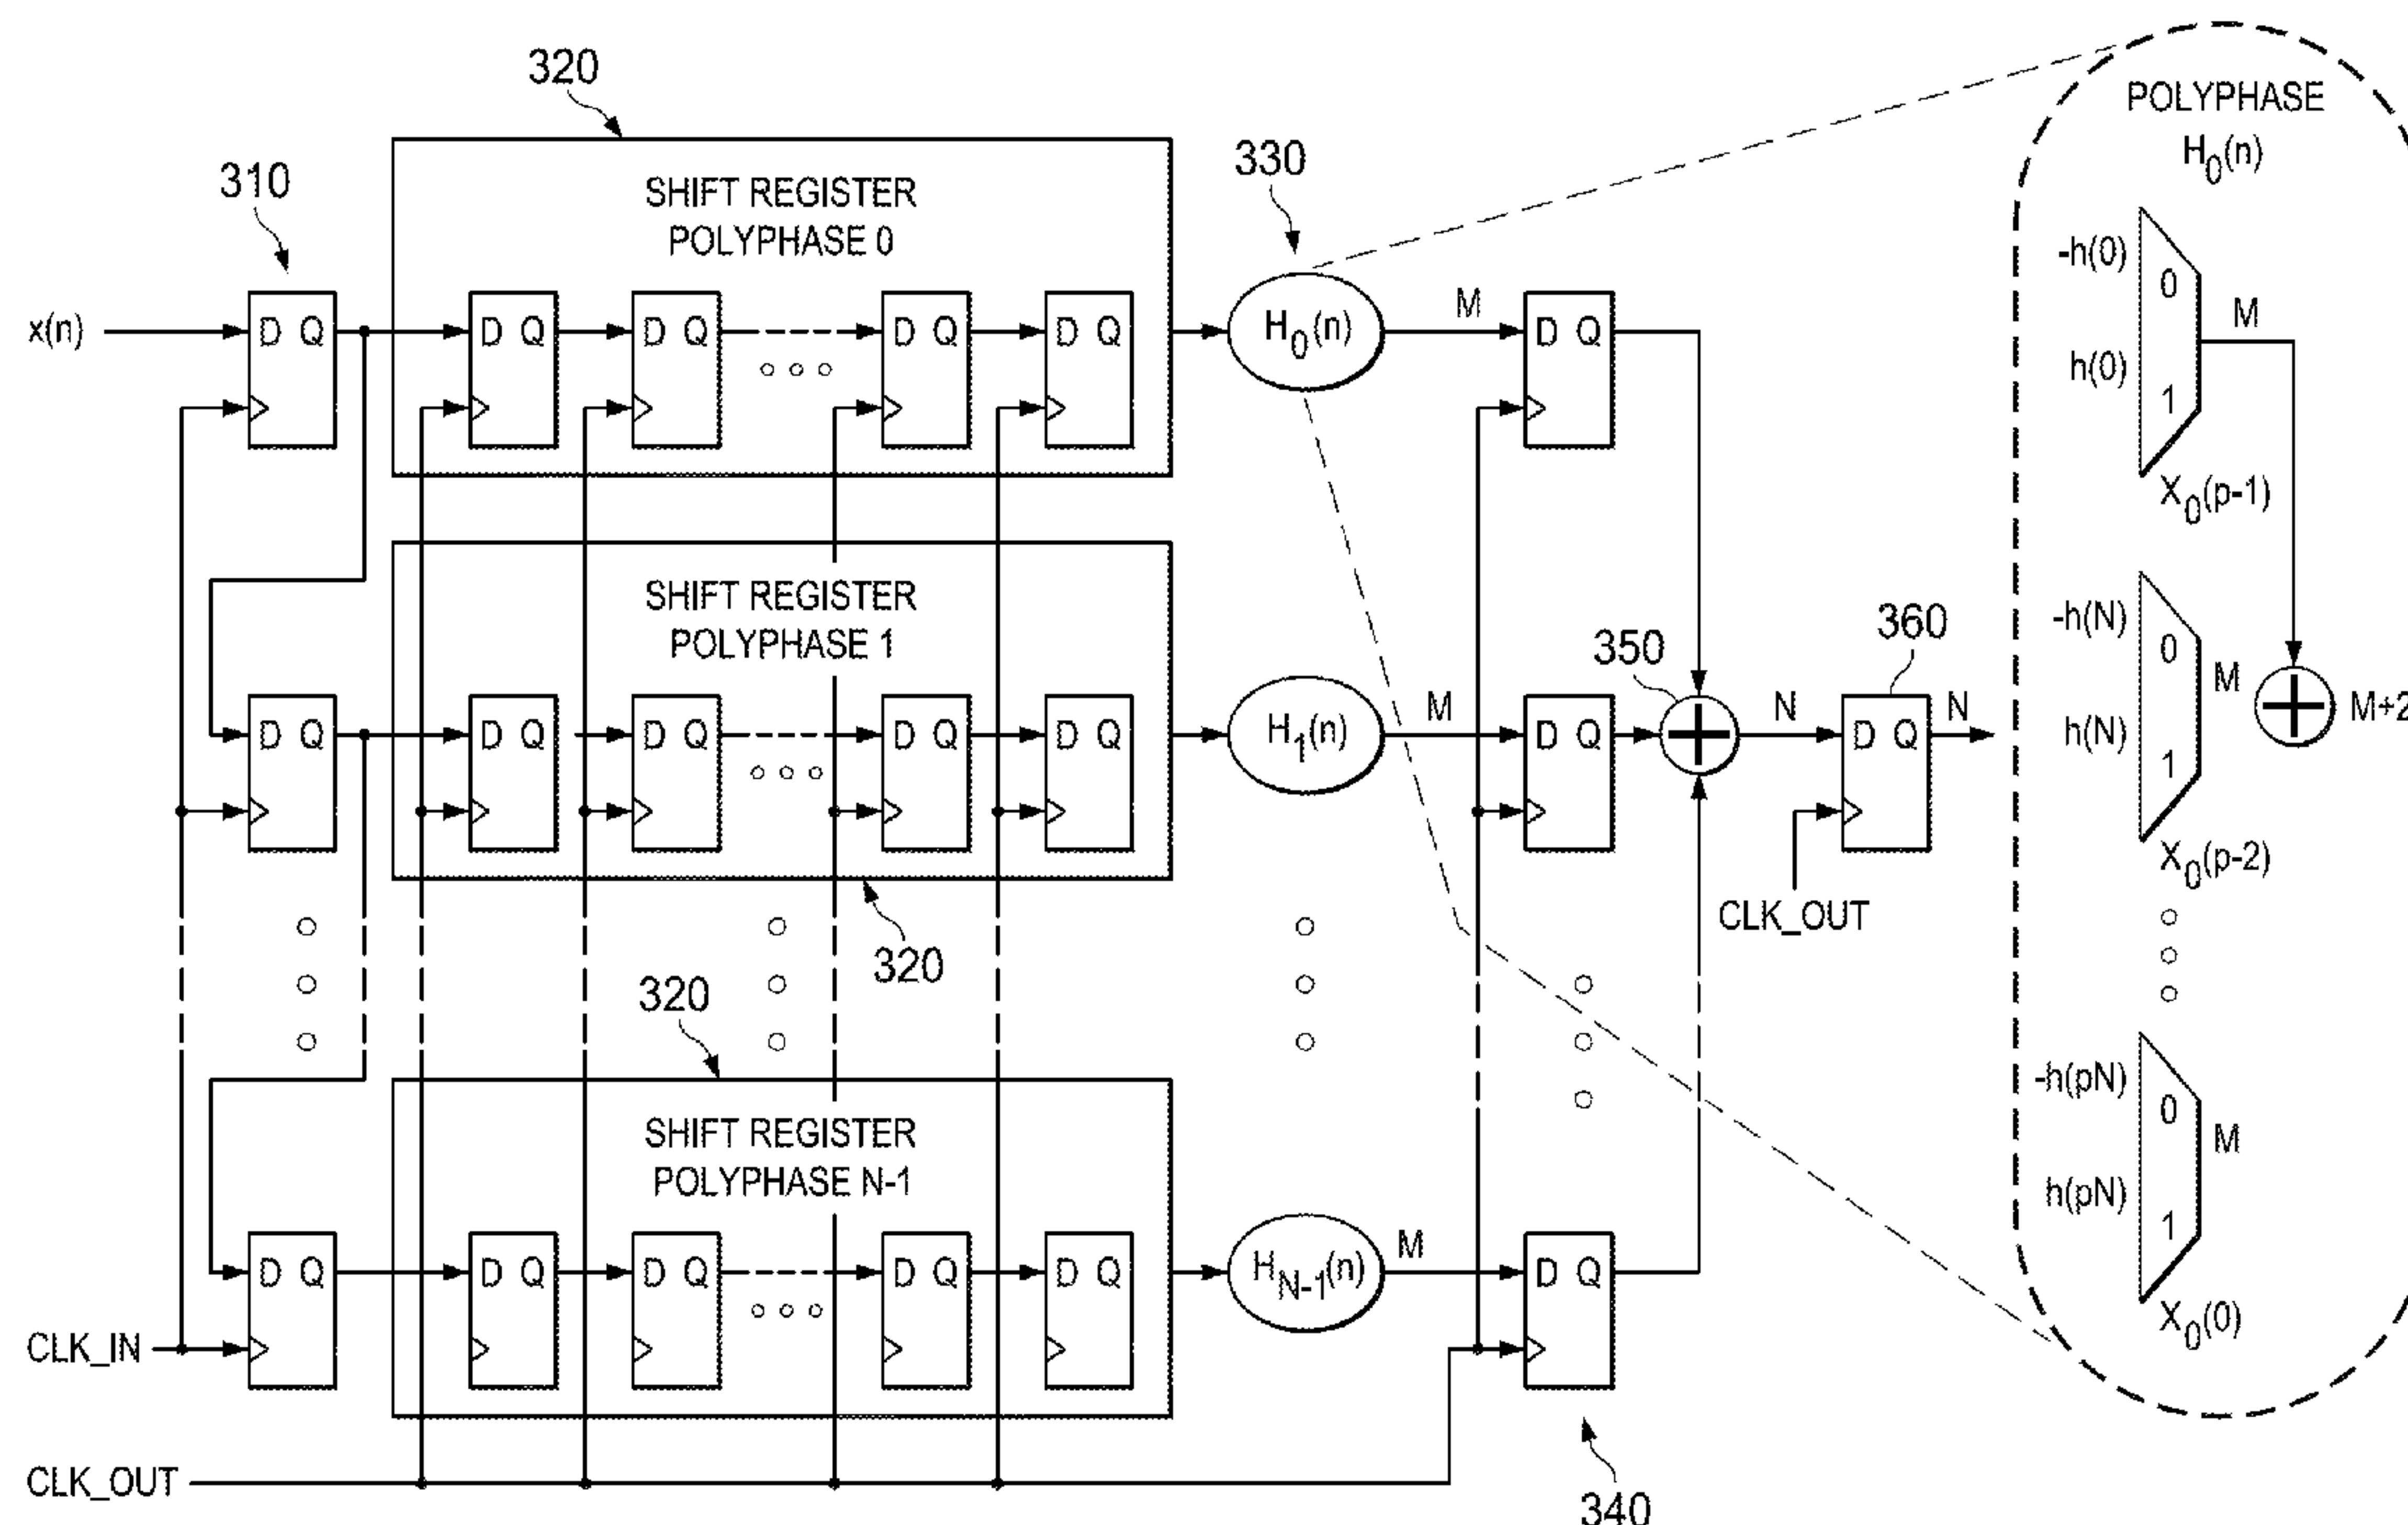 320
310
SHIFT REGISTER
POLYPHASE 0
330
POLYPHASE
H0(n)
x(n)
D Q
D Q
D Q
D Q
D Q
H0(n)
M
D Q
-h(0)
0
M
h(0)
1
X0(p-1)
SHIFT REGISTER
POLYPHASE 1
350
360
D Q
D Q
D Q
D Q
D Q
H1(n)
M
D Q
N
D Q
N
-h(N)
0
M
M+2
h(N)
1
X0(p-2)
CLK_OUT
320
320
SHIFT REGISTER
POLYPHASE N-1
D Q
D Q
D Q
D Q
D Q
HN-1(n)
M
D Q
-h(pN)
0
M
h(pN)
1
X0(0)
CLK_IN
CLK_OUT
340